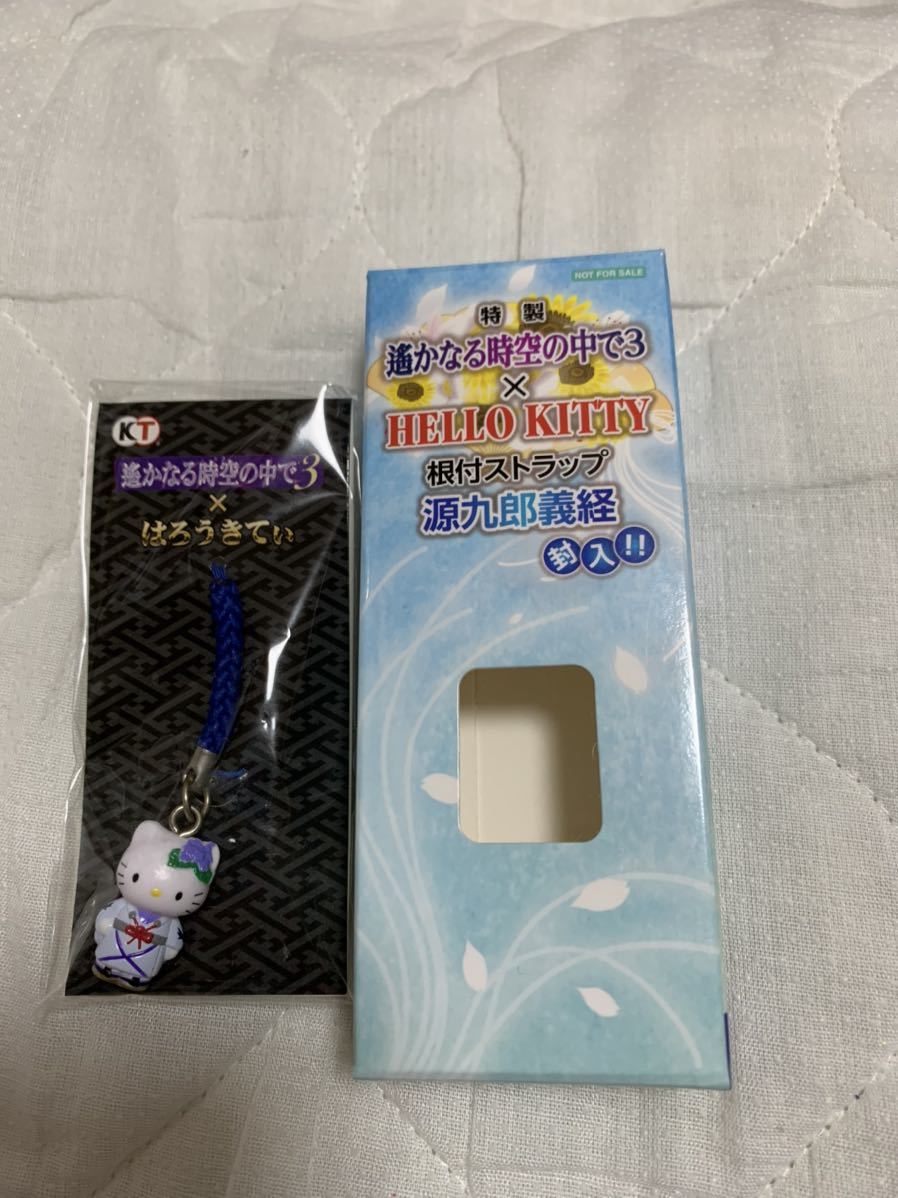 KT
遙かなる時空の中で3
×
はろうきてぃ
NOT FOR SALE
特製
遙かなる時空の中で3
×
HELLO KITTY
根付ストラップ
源九郎義経
封入!!